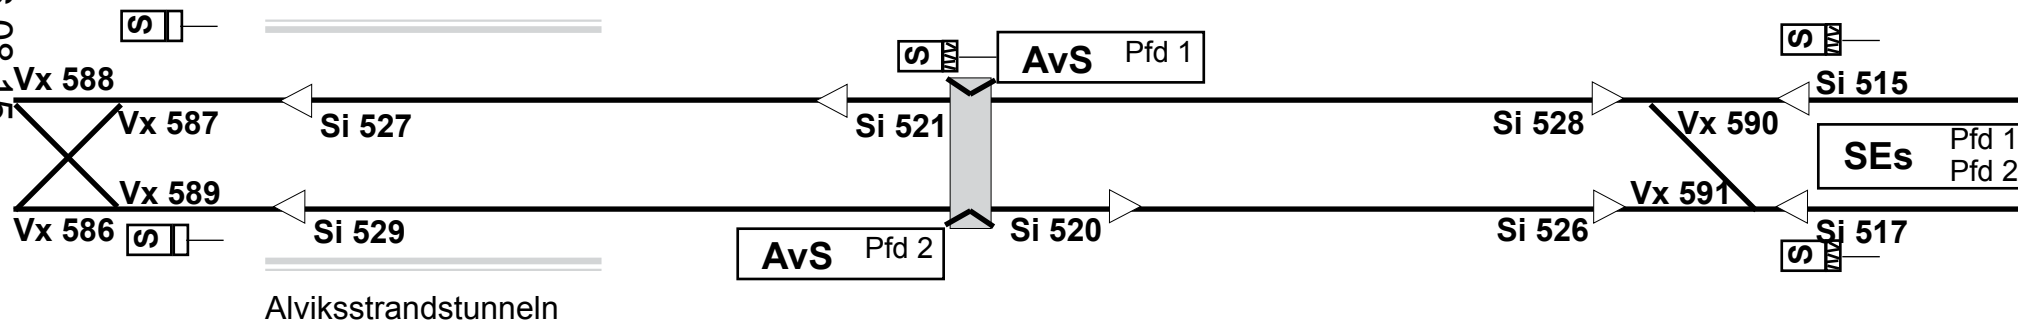 S
S
AvS Pfd 1
S
Vx 588
Si 515
Vx 587
Si 527
Si 521
Si 528
Vx 590
SEs Pfd 1
Pfd 2
Vx 589
Vx 591
Vx 586
S
Si 529
AvS Pfd 2
Si 520
Si 526
Si 517
S
Alviksstrandstunneln